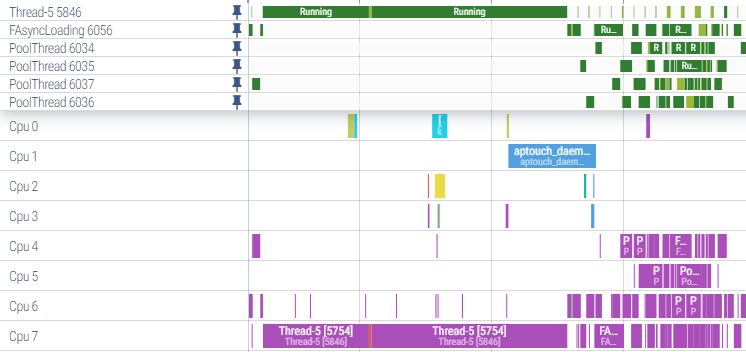 Thread-5 5846 Running Running
FAsyncLoading 6056 Ru... R...
PoolThread 6034 R R R
PoolThread 6035 Ru...
PoolThread 6037
PoolThread 6036
Cpu 0
Cpu 1 aptouch_daem...
aptouch_daem...
Cpu 2
Cpu 3
Cpu 4 P P F...
P P F...
Cpu 5 P Po...
P Po...
Cpu 6 P P
P P
Cpu 7 Thread-5 [5754] Thread-5 [5754] FA...
Thread-5 [5846] Thread-5 [5846] FA...